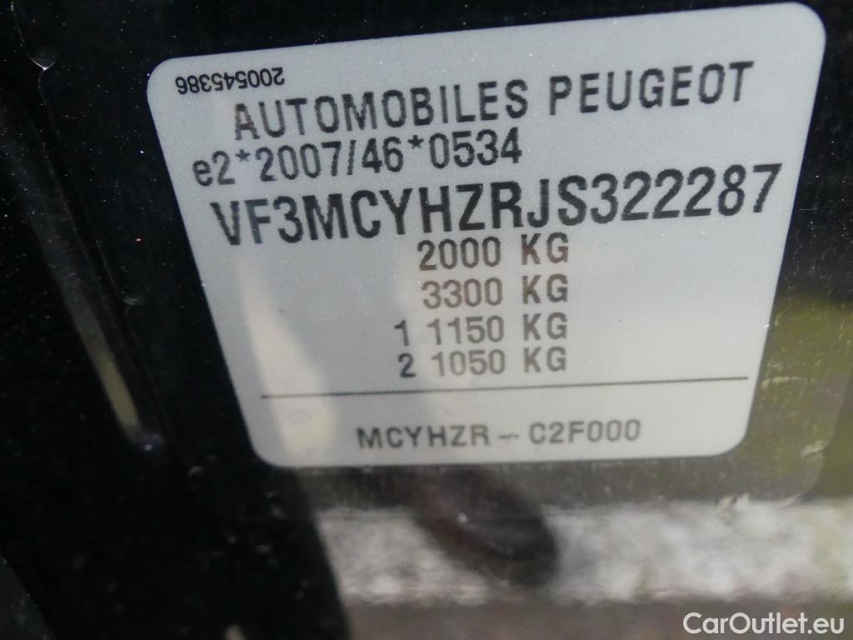 200545386
AUTOMOBILES PEUGEOT
e2*2007/46*0534
VF3MCYHZRJS322287
2000 KG
3300 KG
1 1150 KG
2 1050 KG
MCYHZR - C2F000
CarOutlet.eu